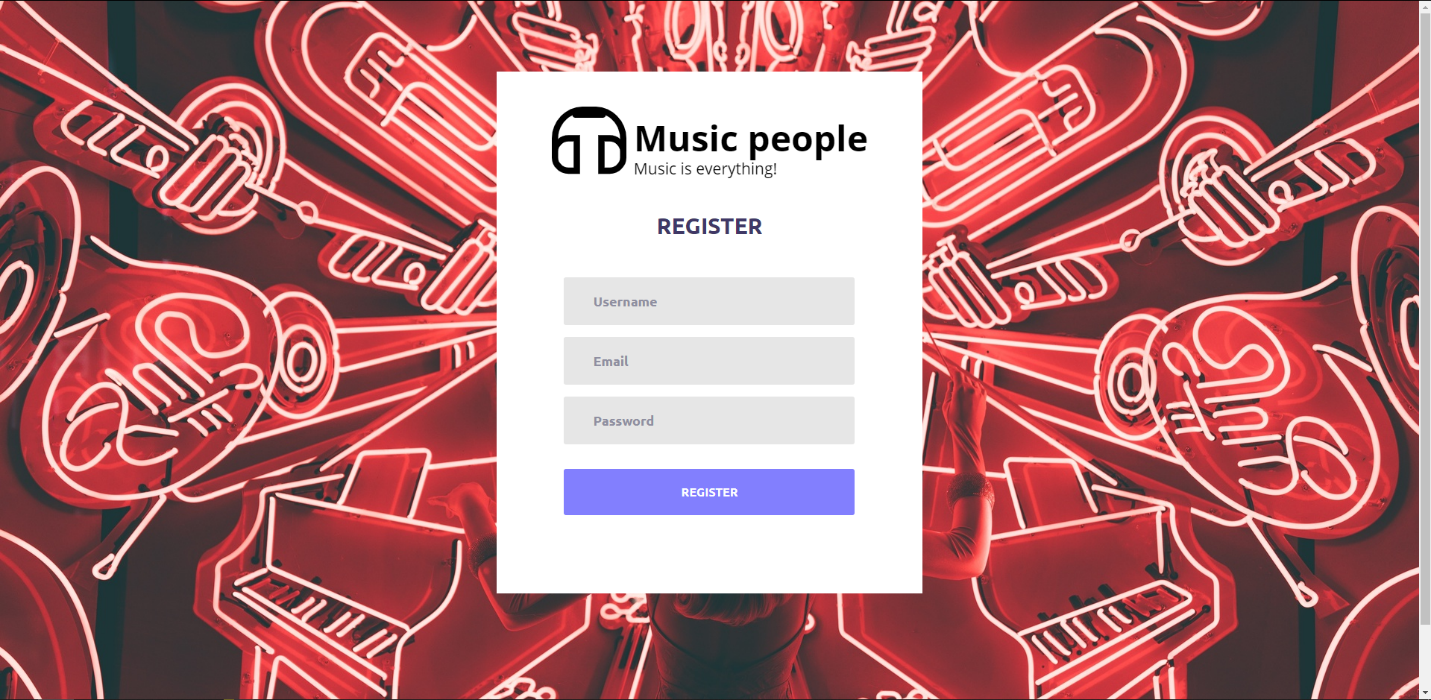 Music people
Music is everything!
REGISTER
Username
Email
Password
REGISTER